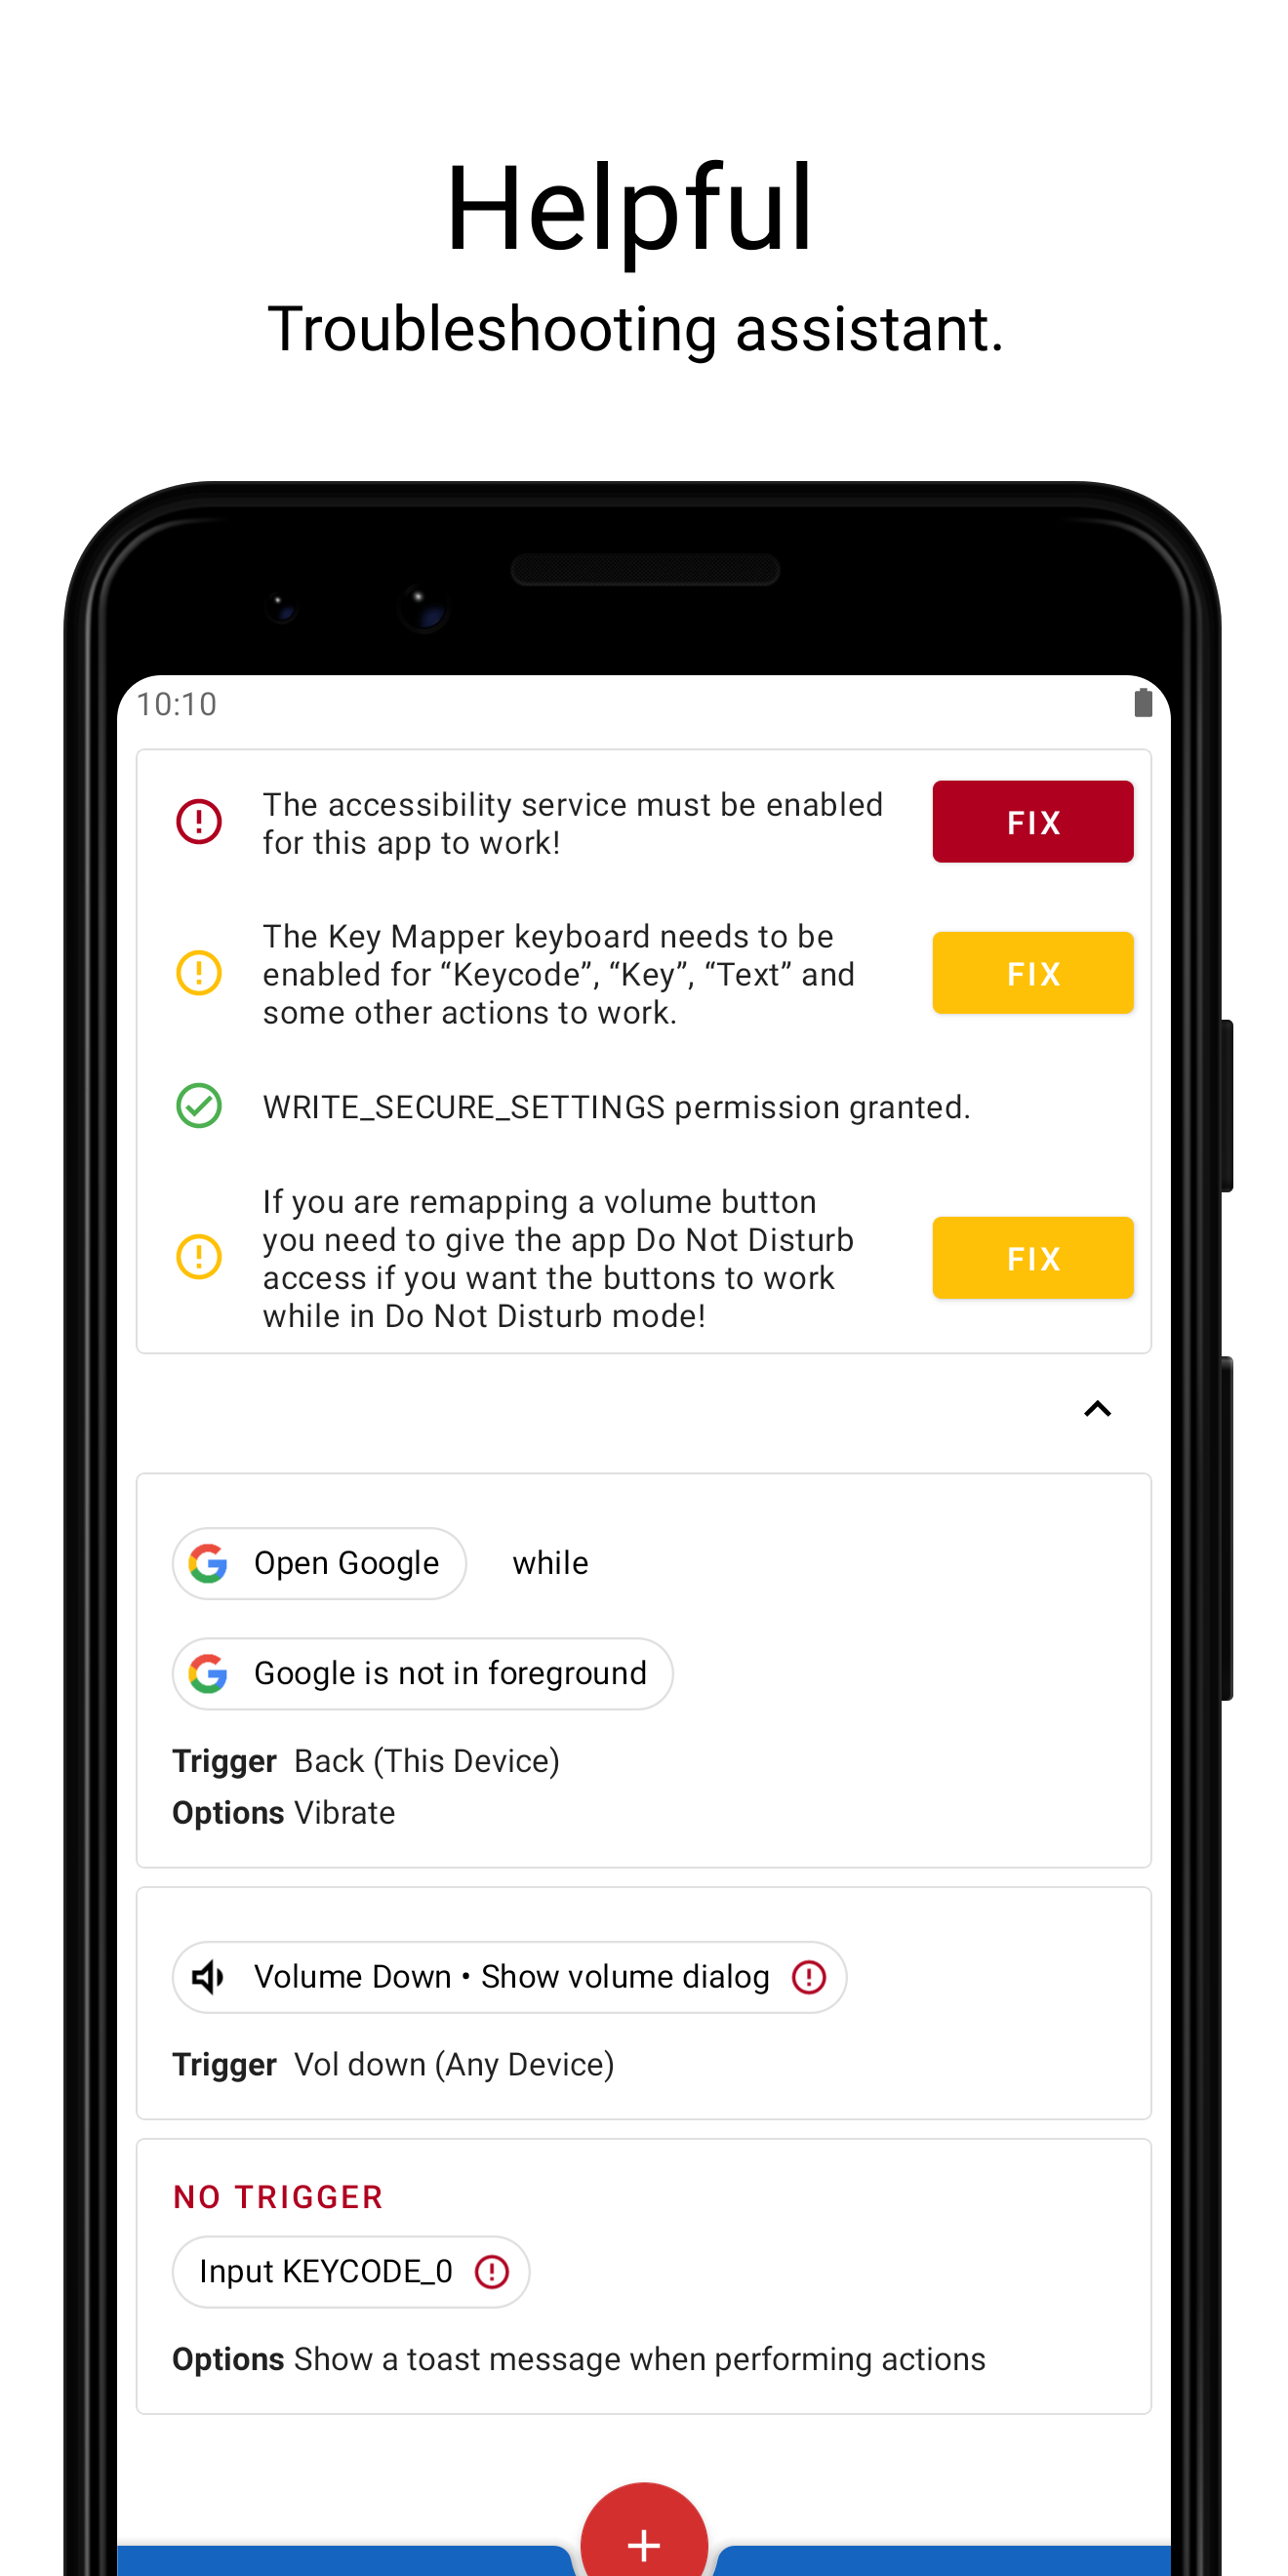 Helpful
Troubleshooting assistant.
10:10
The accessibility service must be enabled
for this app to work!
FIX
The Key Mapper keyboard needs to be
enabled for “Keycode”, “Key”, “Text” and
some other actions to work.
FIX
WRITE_SECURE_SETTINGS permission granted.
If you are remapping a volume button
you need to give the app Do Not Disturb
access if you want the buttons to work
while in Do Not Disturb mode!
FIX
Open Google while
Google is not in foreground
Trigger Back (This Device)
Options Vibrate
Volume Down • Show volume dialog
Trigger Vol down (Any Device)
NO TRIGGER
Input KEYCODE_0
Options Show a toast message when performing actions